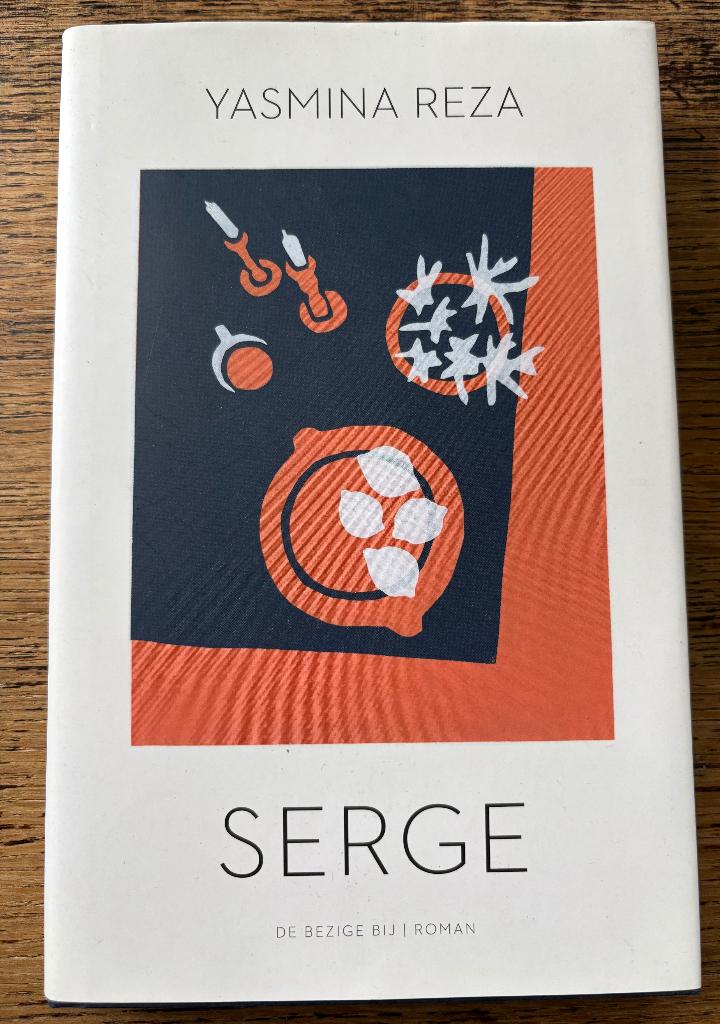 YASMINA REZA
SERGE
DE BEZIGE BIJ | ROMAN